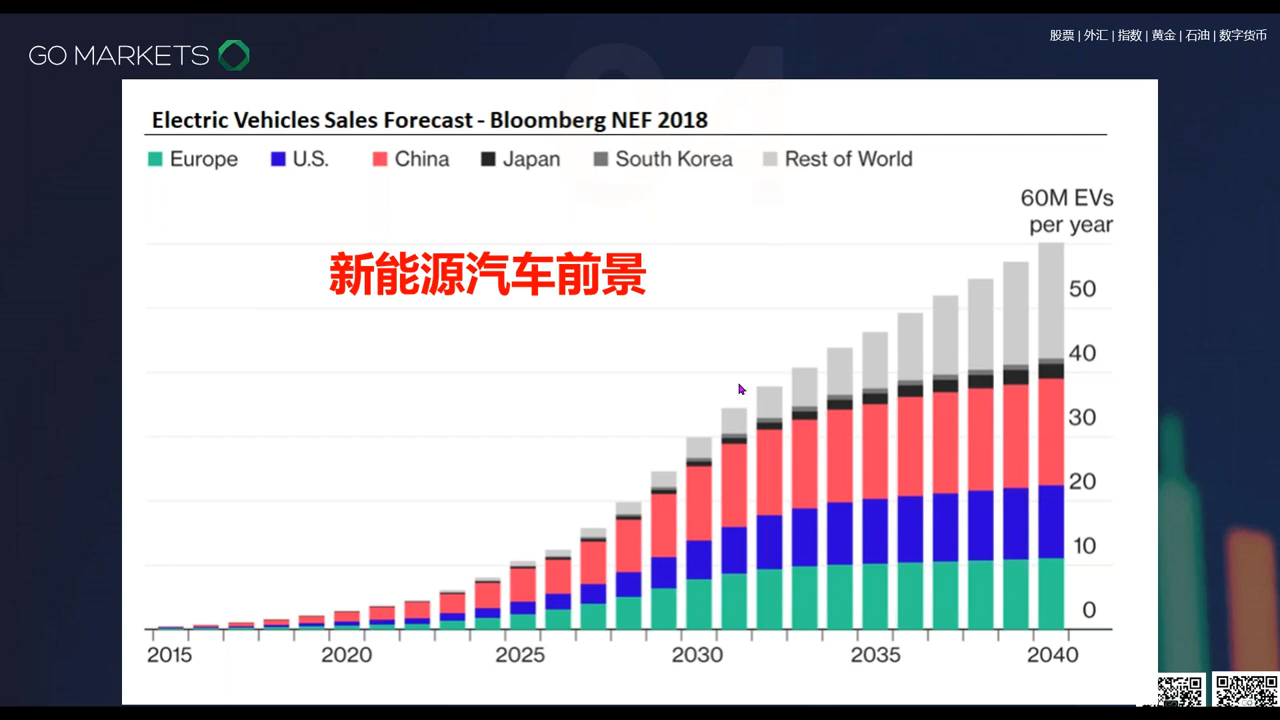 GO MARKETS
股票 | 外汇 | 指数 | 黄金 | 石油 | 数字货币
Electric Vehicles Sales Forecast - Bloomberg NEF 2018
Europe U.S. China Japan South Korea Rest of World
60M EVs
per year
新能源汽车前景
50
40
30
20
10
0
2015 2020 2025 2030 2035 2040